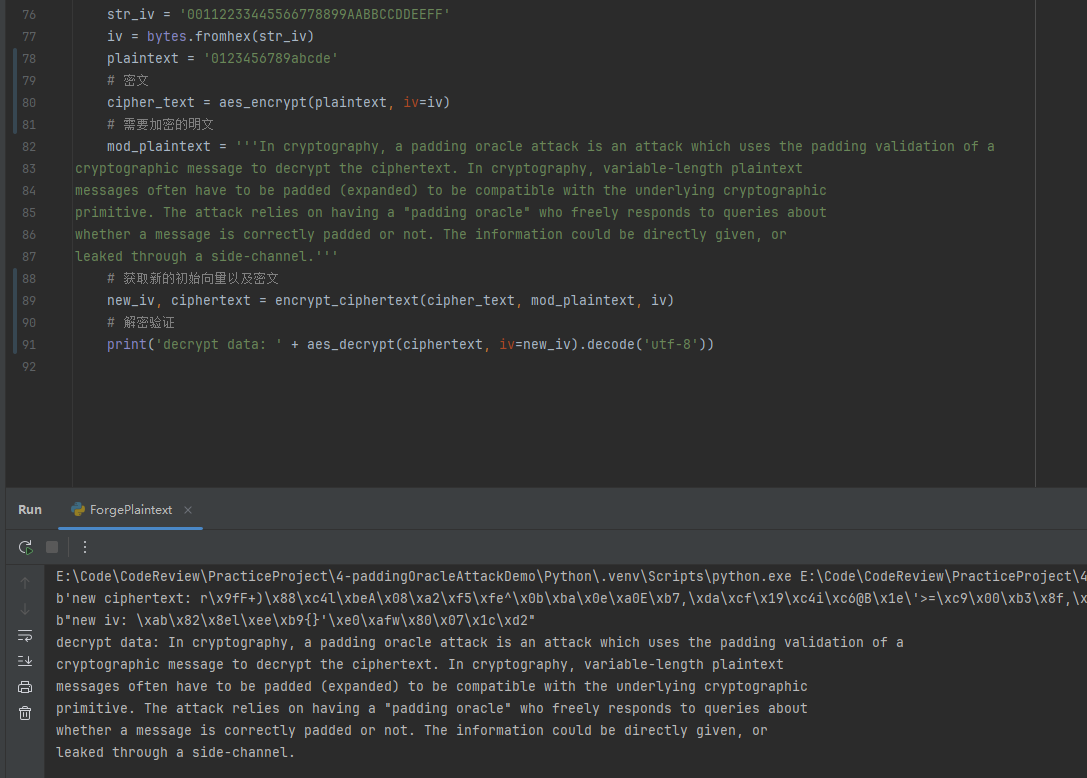 76 str_iv = '00112233445566778899AABBCCDDEEFF'
77 iv = bytes.fromhex(str_iv)
78 plaintext = '0123456789abcde'
79 # 密文
80 cipher_text = aes_encrypt(plaintext, iv=iv)
81 # 需要加密的明文
82 mod_plaintext = '''In cryptography, a padding oracle attack is an attack which uses the padding validation of a
83 cryptographic message to decrypt the ciphertext. In cryptography, variable-length plaintext
84 messages often have to be padded (expanded) to be compatible with the underlying cryptographic
85 primitive. The attack relies on having a "padding oracle" who freely responds to queries about
86 whether a message is correctly padded or not. The information could be directly given, or
87 leaked through a side-channel.'''
88 # 获取新的初始向量以及密文
89 new_iv, ciphertext = encrypt_ciphertext(cipher_text, mod_plaintext, iv)
90 # 解密验证
91 print('decrypt data: ' + aes_decrypt(ciphertext, iv=new_iv).decode('utf-8'))
92
Run ForgePlaintext
E:\Code\CodeReview\PracticeProject\4-paddingOracleAttackDemo\Python\.venv\Scripts\python.exe E:\Code\CodeReview\PracticeProject\4
b'new ciphertext: r\x9fF+)\x88\xc4l\xbeA\x08\xa2\xf5\xfe^\x0b\xba\x0e\xa0E\xb7,\xda\xcf\x19\xc4i\xc6@B\x1e\'>=\xc9\x00\xb3\x8f,\x
b"new iv: \xab\x82\x8el\xee\xb9{}'\xe0\xafw\x80\x07\x1c\xd2"
decrypt data: In cryptography, a padding oracle attack is an attack which uses the padding validation of a
cryptographic message to decrypt the ciphertext. In cryptography, variable-length plaintext
messages often have to be padded (expanded) to be compatible with the underlying cryptographic
primitive. The attack relies on having a "padding oracle" who freely responds to queries about
whether a message is correctly padded or not. The information could be directly given, or
leaked through a side-channel.